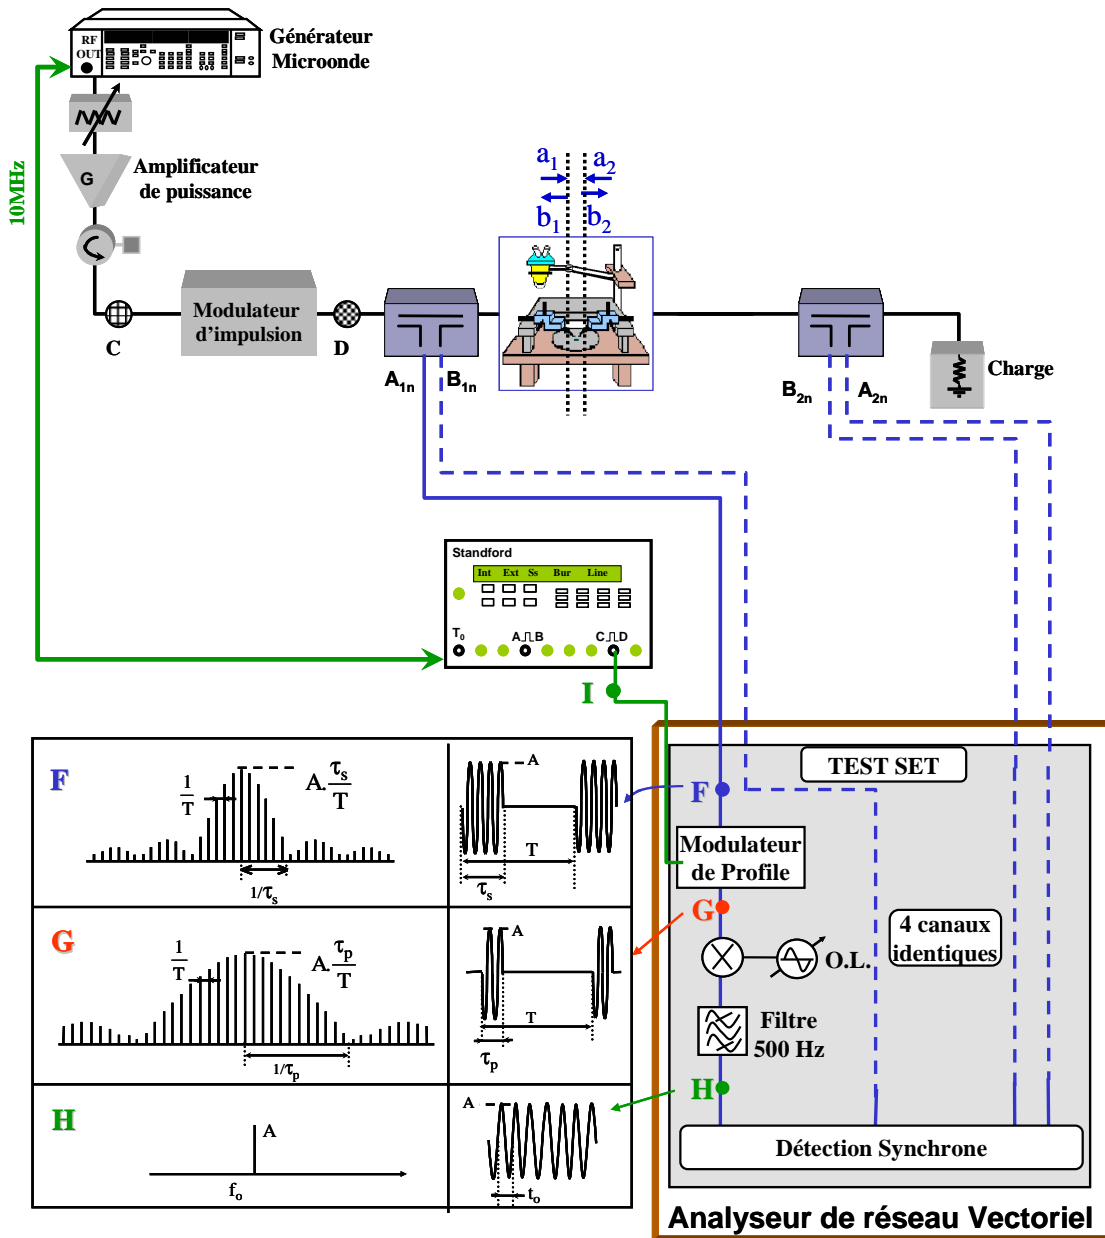 RF
OUT
Générateur
Microonde
10MHz
G
Amplificateur
de puissance
a1
a2
b1
b2
Modulateur
d'impulsion
C
D
A1n
B1n
B2n
A2n
Charge
Standford
Int Ext Ss Bur Line
T0
A B
C D
I
F
1/T
A.τs/T
1/τs
A
T
τs
F
TEST SET
Modulateur
de Profile
G
1/T
A.τp/T
1/τp
A
T
τp
G
O.L.
4 canaux
identiques
Filtre
500 Hz
H
A
fo
A
to
H
Détection Synchrone
Analyseur de réseau Vectoriel